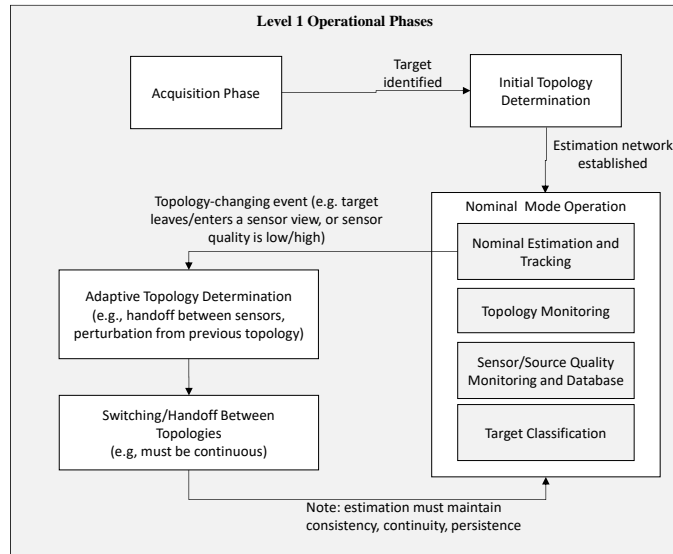 Level 1 Operational Phases
Acquisition Phase
Target
identified
Initial Topology
Determination
Estimation network
established
Topology-changing event (e.g. target
leaves/enters a sensor view, or sensor
quality is low/high)
Nominal Mode Operation
Nominal Estimation and
Tracking
Topology Monitoring
Sensor/Source Quality
Monitoring and Database
Target Classification
Adaptive Topology Determination
(e.g., handoff between sensors,
perturbation from previous topology)
Switching/Handoff Between
Topologies
(e.g, must be continuous)
Note: estimation must maintain
consistency, continuity, persistence